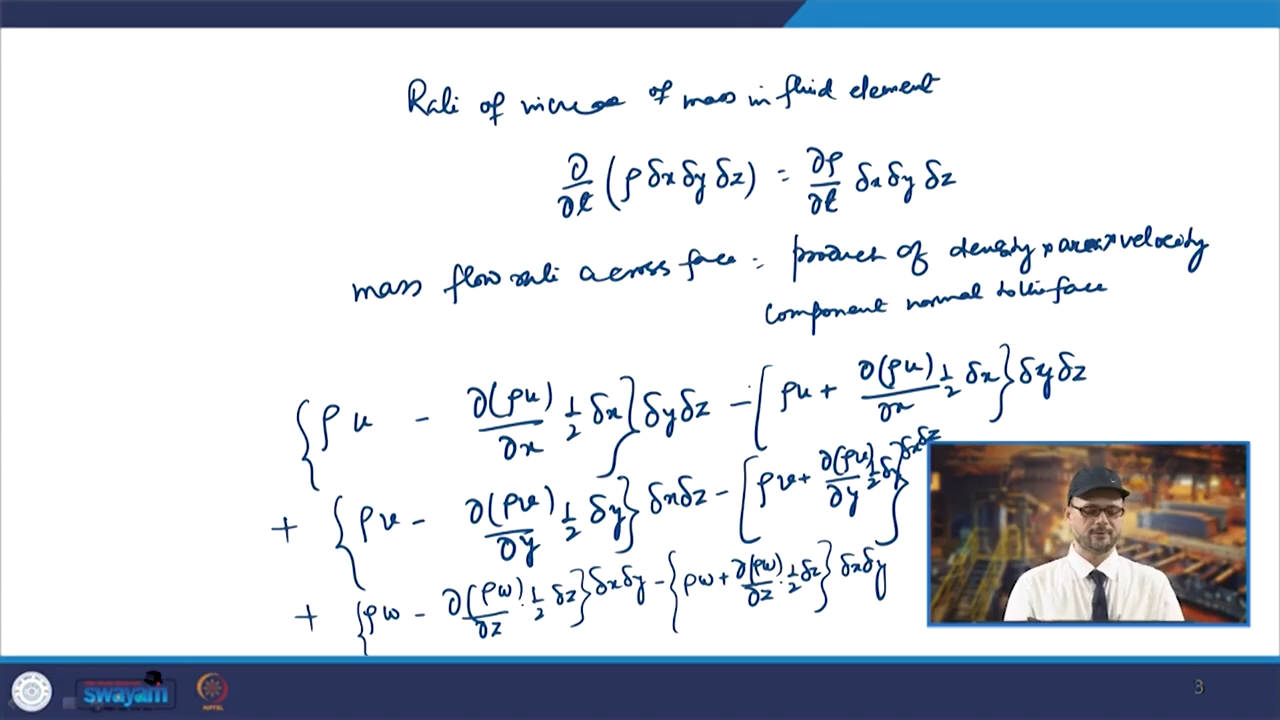 Rate of increase of mass in fluid element
∂/∂t (ρ δx δy δz) = ∂ρ/∂t δx δy δz
mass flow rate across face = product of density × area × velocity
component normal to the face
{ρu - ∂(ρu)/∂x 1/2 δx} δy δz - {ρu + ∂(ρu)/∂x 1/2 δx} δy δz
+ {ρv - ∂(ρv)/∂y 1/2 δy} δx δz - [ρv + ∂(ρv)/∂y 1/2 δy} δx δz
+ {ρw - ∂(ρw)/∂z · 1/2 δz} δx δy - {ρw + ∂(ρw)/∂z · 1/2 δz} δx δy
swayam
NPTEL
3